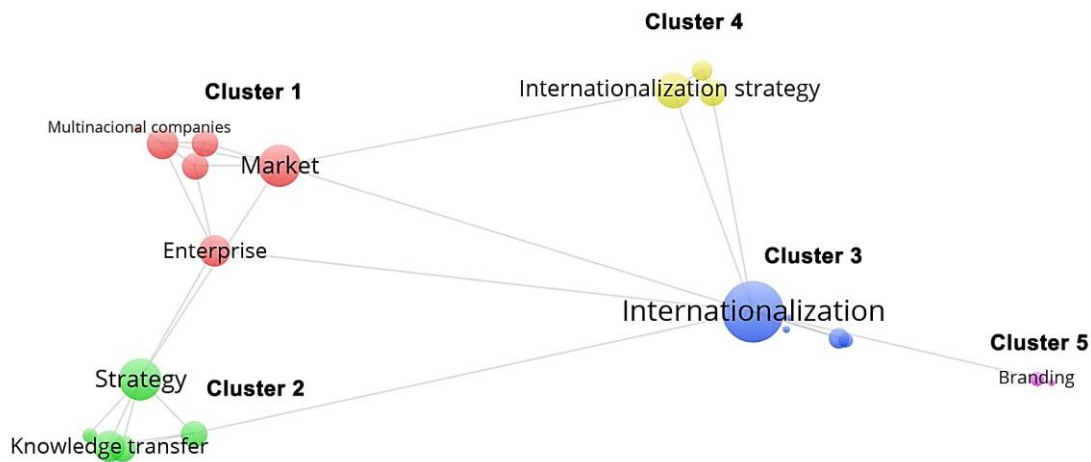 Cluster 4
Internationalization strategy
Cluster 1
Multinacional companies
Market
Enterprise
Cluster 3
Internationalization
Cluster 5
Branding
Strategy
Cluster 2
Knowledge transfer